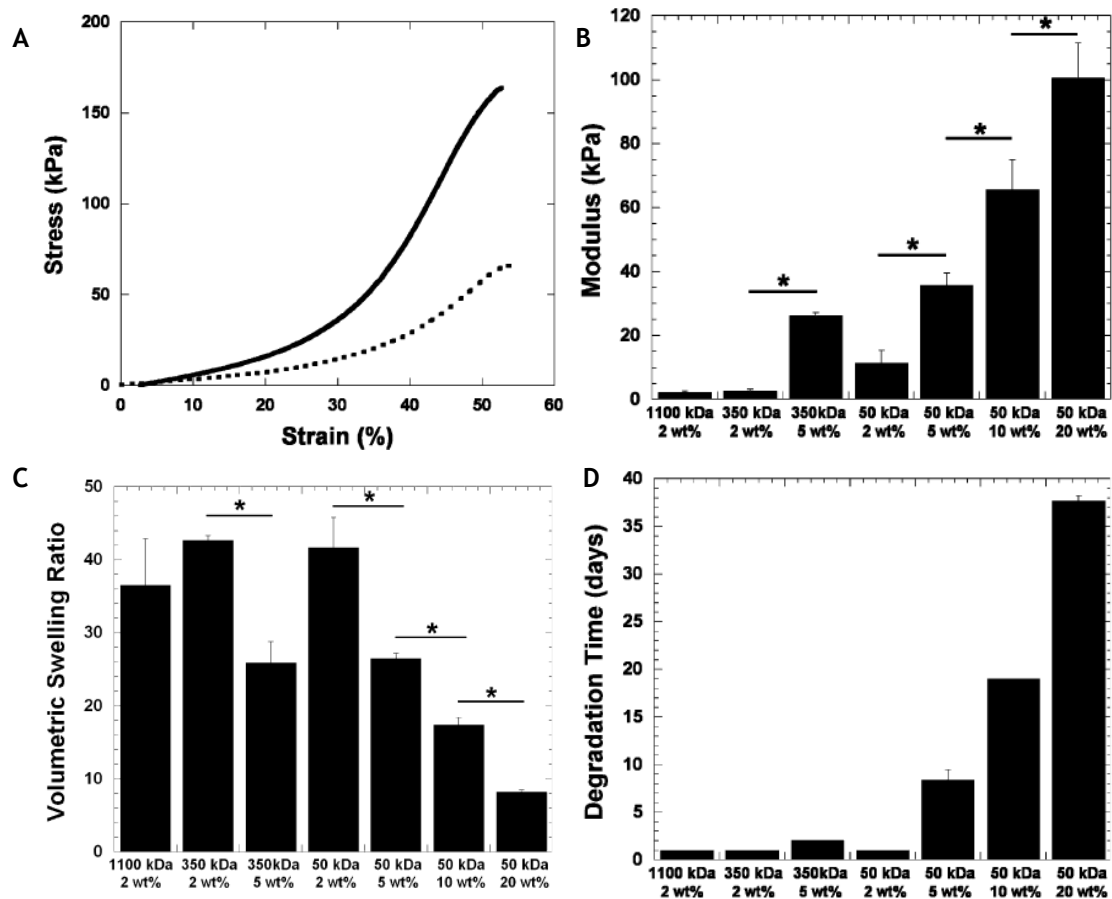 A
200
150
100
50
0
Stress (kPa)
0 10 20 30 40 50 60
Strain (%)
B
120
100
80
60
40
20
0
Modulus (kPa)
*
*
*
*
1100 kDa 350 kDa 350kDa 50 kDa 50 kDa 50 kDa 50 kDa
2 wt% 2 wt% 5 wt% 2 wt% 5 wt% 10 wt% 20 wt%
C
50
40
30
20
10
0
Volumetric Swelling Ratio
*
*
*
*
1100 kDa 350 kDa 350kDa 50 kDa 50 kDa 50 kDa 50 kDa
2 wt% 2 wt% 5 wt% 2 wt% 5 wt% 10 wt% 20 wt%
D
40
35
30
25
20
15
10
5
0
Degradation Time (days)
1100 kDa 350 kDa 350kDa 50 kDa 50 kDa 50 kDa 50 kDa
2 wt% 2 wt% 5 wt% 2 wt% 5 wt% 10 wt% 20 wt%